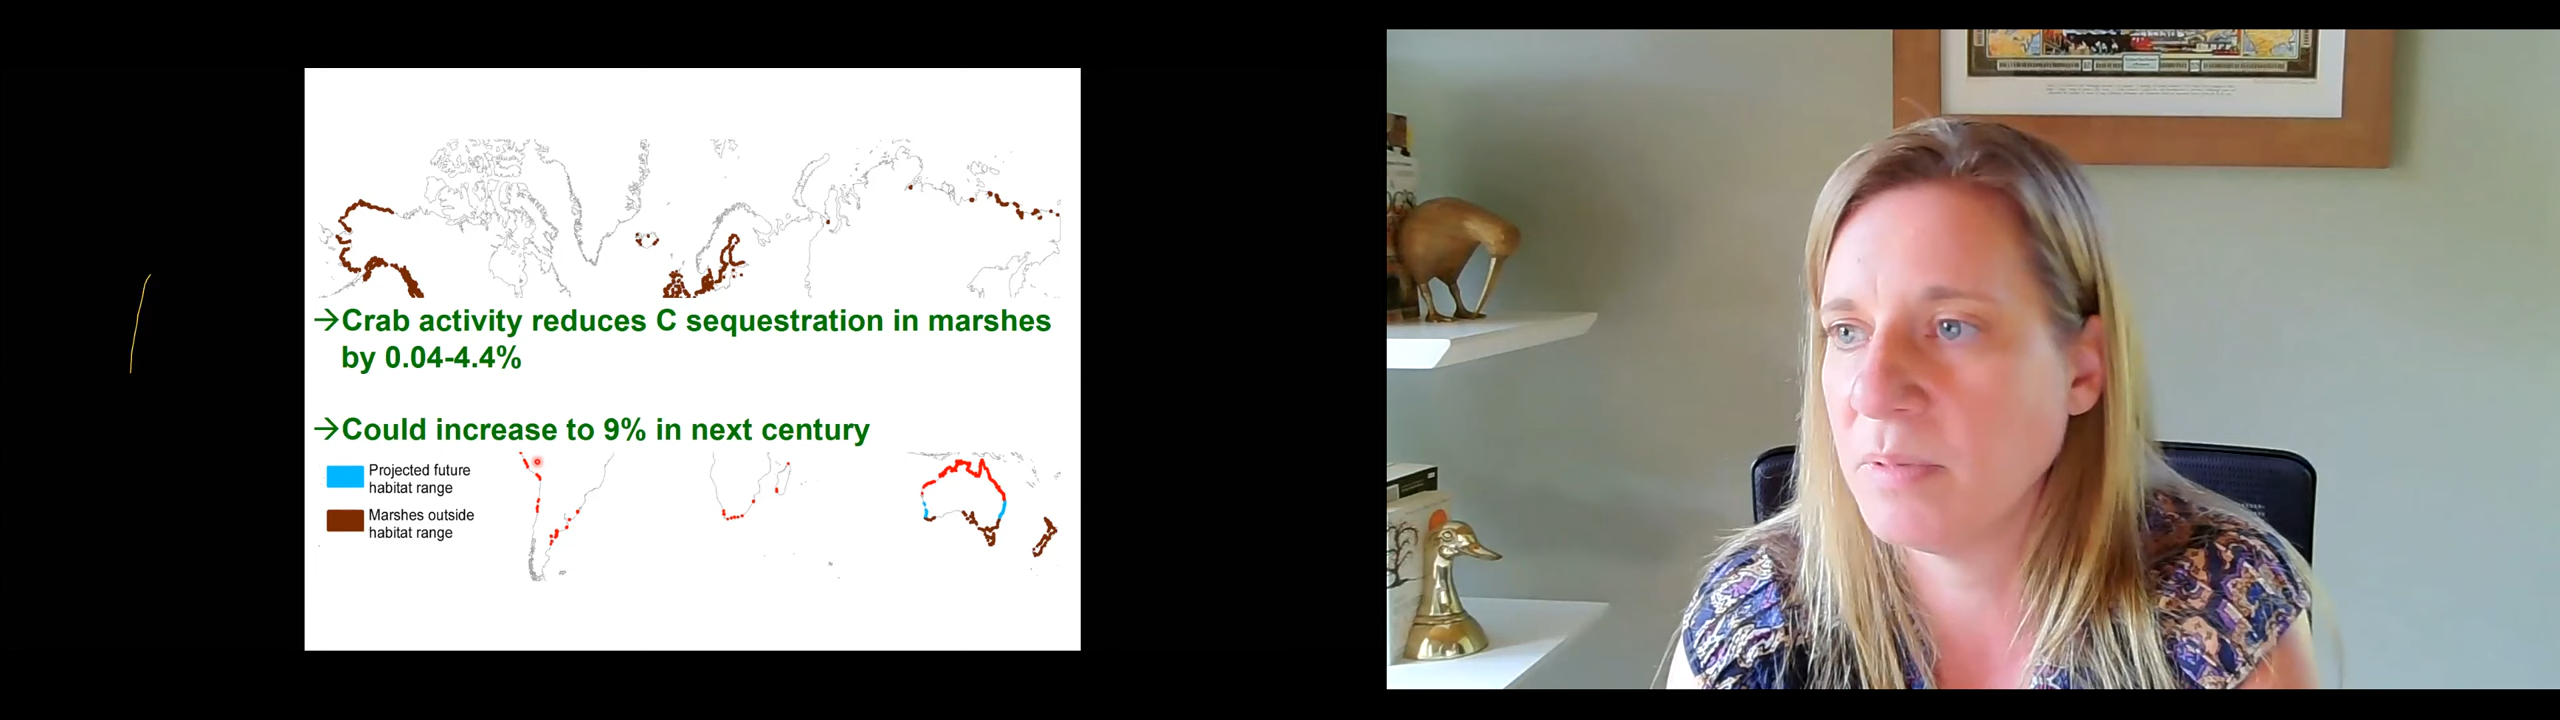 →Crab activity reduces C sequestration in marshes
by 0.04-4.4%
→Could increase to 9% in next century
Projected future
habitat range
Marshes outside
habitat range